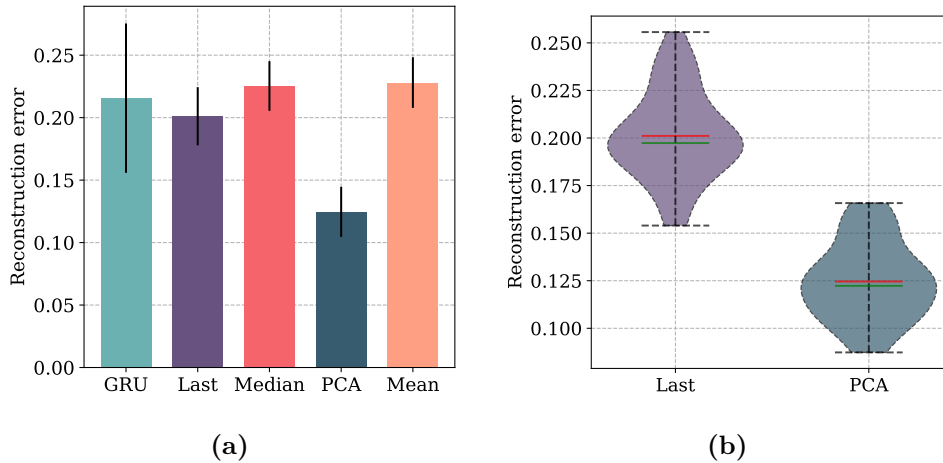 Reconstruction error
0.25
0.20
0.15
0.10
0.05
0.00
GRU Last Median PCA Mean
(a)
Reconstruction error
0.250
0.225
0.200
0.175
0.150
0.125
0.100
Last PCA
(b)